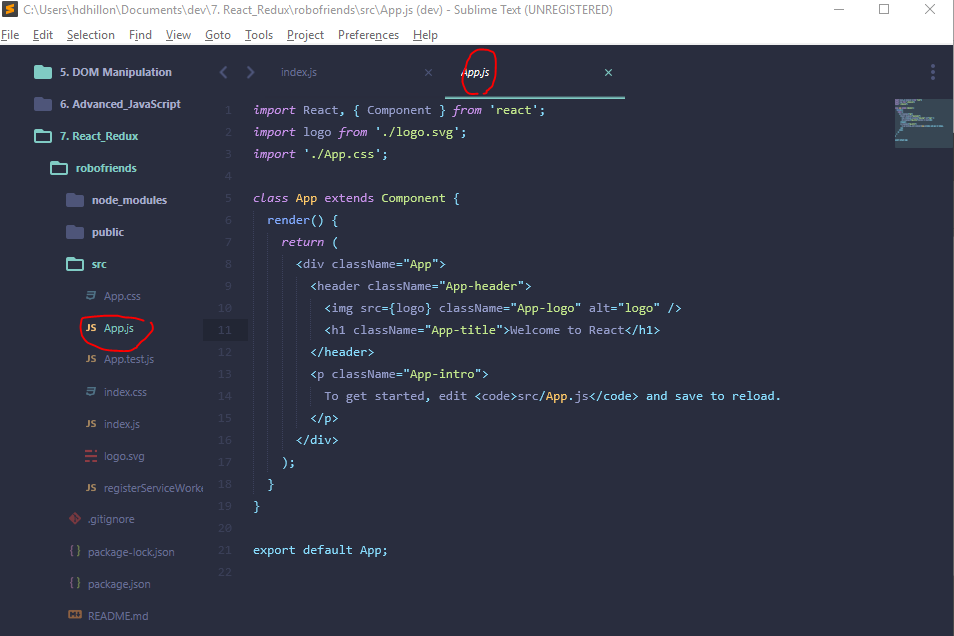 C:\Users\hdhillon\Documents\dev\7. React_Redux\robofriends\src\App.js (dev) - Sublime Text (UNREGISTERED)
File Edit Selection Find View Goto Tools Project Preferences Help
5. DOM Manipulation
6. Advanced_JavaScript
7. React_Redux
robofriends
node_modules
public
src
JS
App.css
JS App.js
JS App.test.js
index.css
JS index.js
logo.svg
JS registerServiceWorke
.gitignore
{} package-lock.json
{} package.json
README.md
index.js × App.js ×
1 import React, { Component } from 'react';
2 import logo from './logo.svg';
3 import './App.css';
4
5 class App extends Component {
6 render() {
7 return (
8 <div className="App">
9 <header className="App-header">
10 <img src={logo} className="App-logo" alt="logo" />
11 <h1 className="App-title">Welcome to React</h1>
12 </header>
13 <p className="App-intro">
14 To get started, edit <code>src/App.js</code> and save to reload.
15 </p>
16 </div>
17 );
18 }
19 }
20
21 export default App;
22